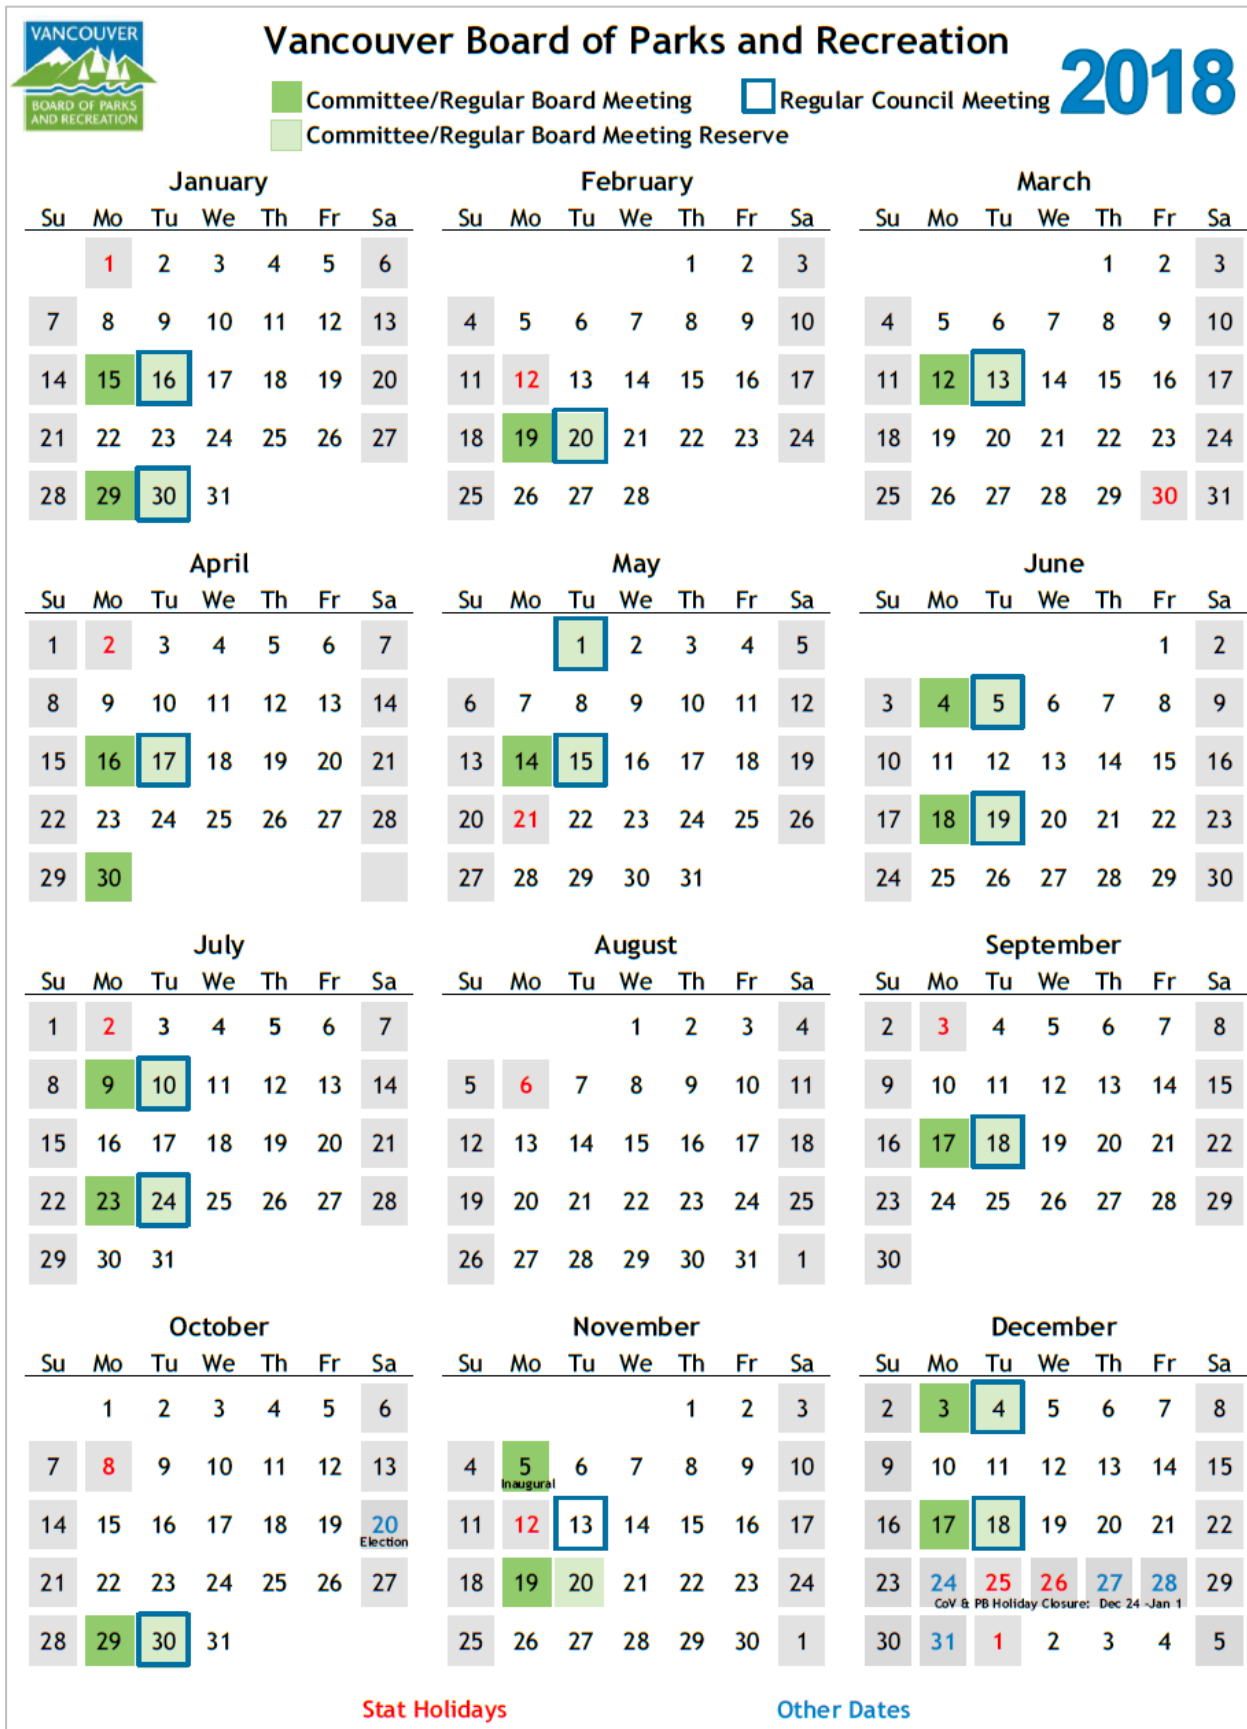 VANCOUVER
BOARD OF PARKS
AND RECREATION
Vancouver Board of Parks and Recreation
2018
Committee/Regular Board Meeting
Regular Council Meeting
Committee/Regular Board Meeting Reserve
January
Su Mo Tu We Th Fr Sa
1 2 3 4 5 6
7 8 9 10 11 12 13
14 15 16 17 18 19 20
21 22 23 24 25 26 27
28 29 30 31
February
Su Mo Tu We Th Fr Sa
1 2 3
4 5 6 7 8 9 10
11 12 13 14 15 16 17
18 19 20 21 22 23 24
25 26 27 28
March
Su Mo Tu We Th Fr Sa
1 2 3
4 5 6 7 8 9 10
11 12 13 14 15 16 17
18 19 20 21 22 23 24
25 26 27 28 29 30 31
April
Su Mo Tu We Th Fr Sa
1 2 3 4 5 6 7
8 9 10 11 12 13 14
15 16 17 18 19 20 21
22 23 24 25 26 27 28
29 30
May
Su Mo Tu We Th Fr Sa
1 2 3 4 5
6 7 8 9 10 11 12
13 14 15 16 17 18 19
20 21 22 23 24 25 26
27 28 29 30 31
June
Su Mo Tu We Th Fr Sa
1 2
3 4 5 6 7 8 9
10 11 12 13 14 15 16
17 18 19 20 21 22 23
24 25 26 27 28 29 30
July
Su Mo Tu We Th Fr Sa
1 2 3 4 5 6 7
8 9 10 11 12 13 14
15 16 17 18 19 20 21
22 23 24 25 26 27 28
29 30 31
August
Su Mo Tu We Th Fr Sa
1 2 3 4
5 6 7 8 9 10 11
12 13 14 15 16 17 18
19 20 21 22 23 24 25
26 27 28 29 30 31 1
September
Su Mo Tu We Th Fr Sa
2 3 4 5 6 7 8
9 10 11 12 13 14 15
16 17 18 19 20 21 22
23 24 25 26 27 28 29
30
October
Su Mo Tu We Th Fr Sa
1 2 3 4 5 6
7 8 9 10 11 12 13
14 15 16 17 18 19 20
Election
21 22 23 24 25 26 27
28 29 30 31
November
Su Mo Tu We Th Fr Sa
1 2 3
4 5 6 7 8 9 10
Inaugural
11 12 13 14 15 16 17
18 19 20 21 22 23 24
25 26 27 28 29 30 1
December
Su Mo Tu We Th Fr Sa
2 3 4 5 6 7 8
9 10 11 12 13 14 15
16 17 18 19 20 21 22
23 24 25 26 27 28 29
CoV & PB Holiday Closure: Dec 24 -Jan 1
30 31 1 2 3 4 5
Stat Holidays
Other Dates